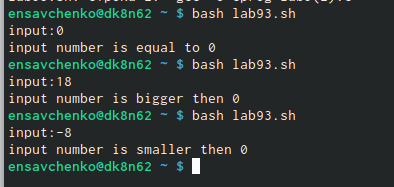 ensavchenko@dk8n62 ~ $ bash lab93.sh
input:0
input number is equal to 0
ensavchenko@dk8n62 ~ $ bash lab93.sh
input:18
input number is bigger then 0
ensavchenko@dk8n62 ~ $ bash lab93.sh
input:-8
input number is smaller then 0
ensavchenko@dk8n62 ~ $